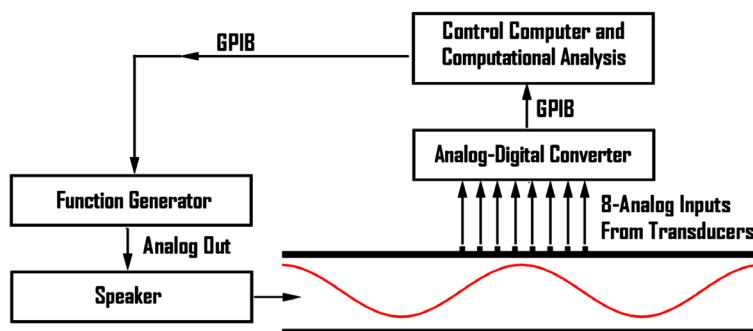 GPIB
Control Computer and
Computational Analysis
GPIB
Analog-Digital Converter
8-Analog Inputs
From Transducers
Function Generator
Analog Out
Speaker